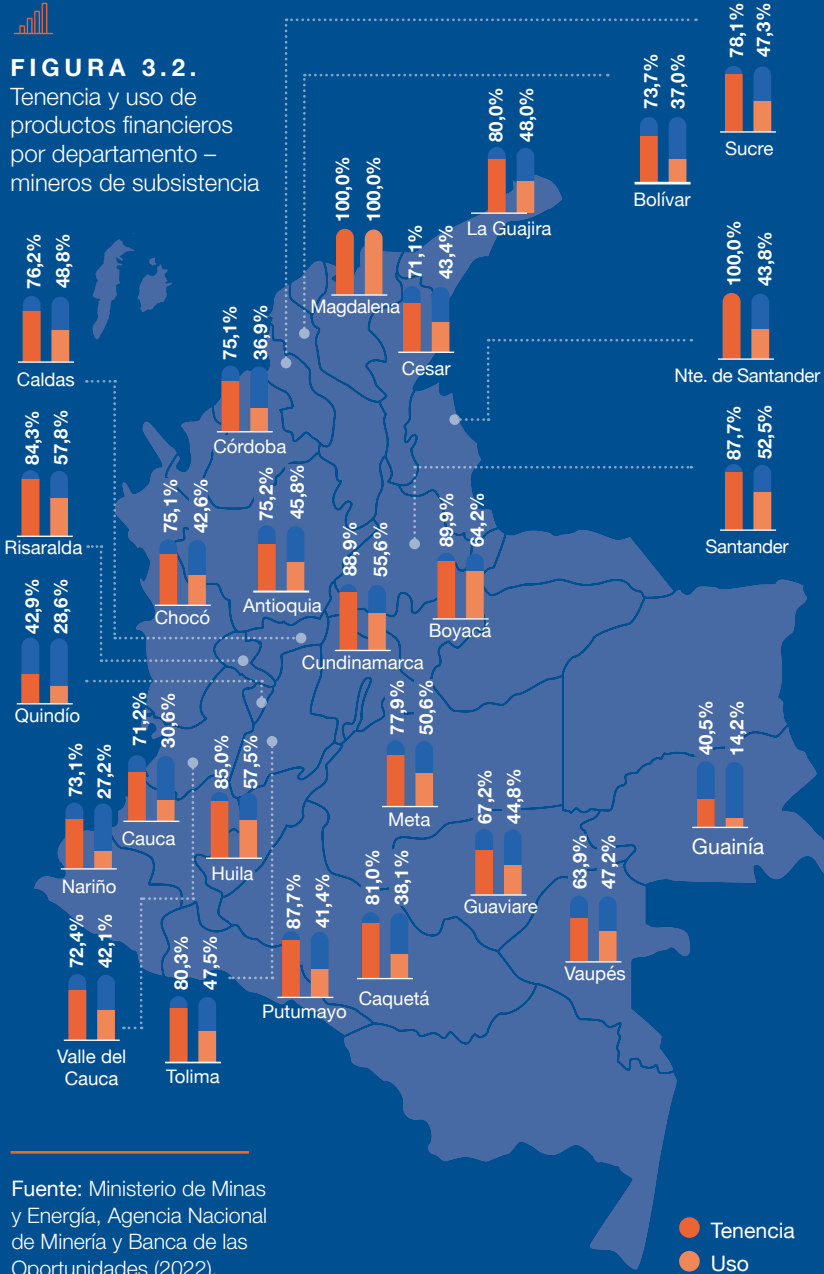 FIGURA 3.2.
Tenencia y uso de
productos financieros
por departamento –
mineros de subsistencia
78,1% 47,3%
Sucre
73,7% 37,0%
Bolívar
80,0% 48,0%
La Guajira
100,0% 100,0%
Magdalena
71,1% 43,4%
Cesar
100,0% 43,8%
Nte. de Santander
76,2% 48,8%
Caldas
75,1% 36,9%
Córdoba
87,7% 52,5%
Santander
84,3% 57,8%
Risaralda
75,1% 42,6%
Chocó
75,2% 45,8%
Antioquia
88,9% 55,6%
Cundinamarca
89,9% 64,2%
Boyacá
42,9% 28,6%
Quindío
71,2% 30,6%
Cauca
77,9% 50,6%
Meta
40,5% 14,2%
Guainía
73,1% 27,2%
Nariño
85,0% 57,5%
Huila
67,2% 44,8%
Guaviare
63,9% 47,2%
Vaupés
72,4% 42,1%
Valle del
Cauca
80,3% 47,5%
Tolima
87,7% 41,4%
Putumayo
81,0% 38,1%
Caquetá
Fuente: Ministerio de Minas
y Energía, Agencia Nacional
de Minería y Banca de las
Oportunidades (2022).
Tenencia
Uso